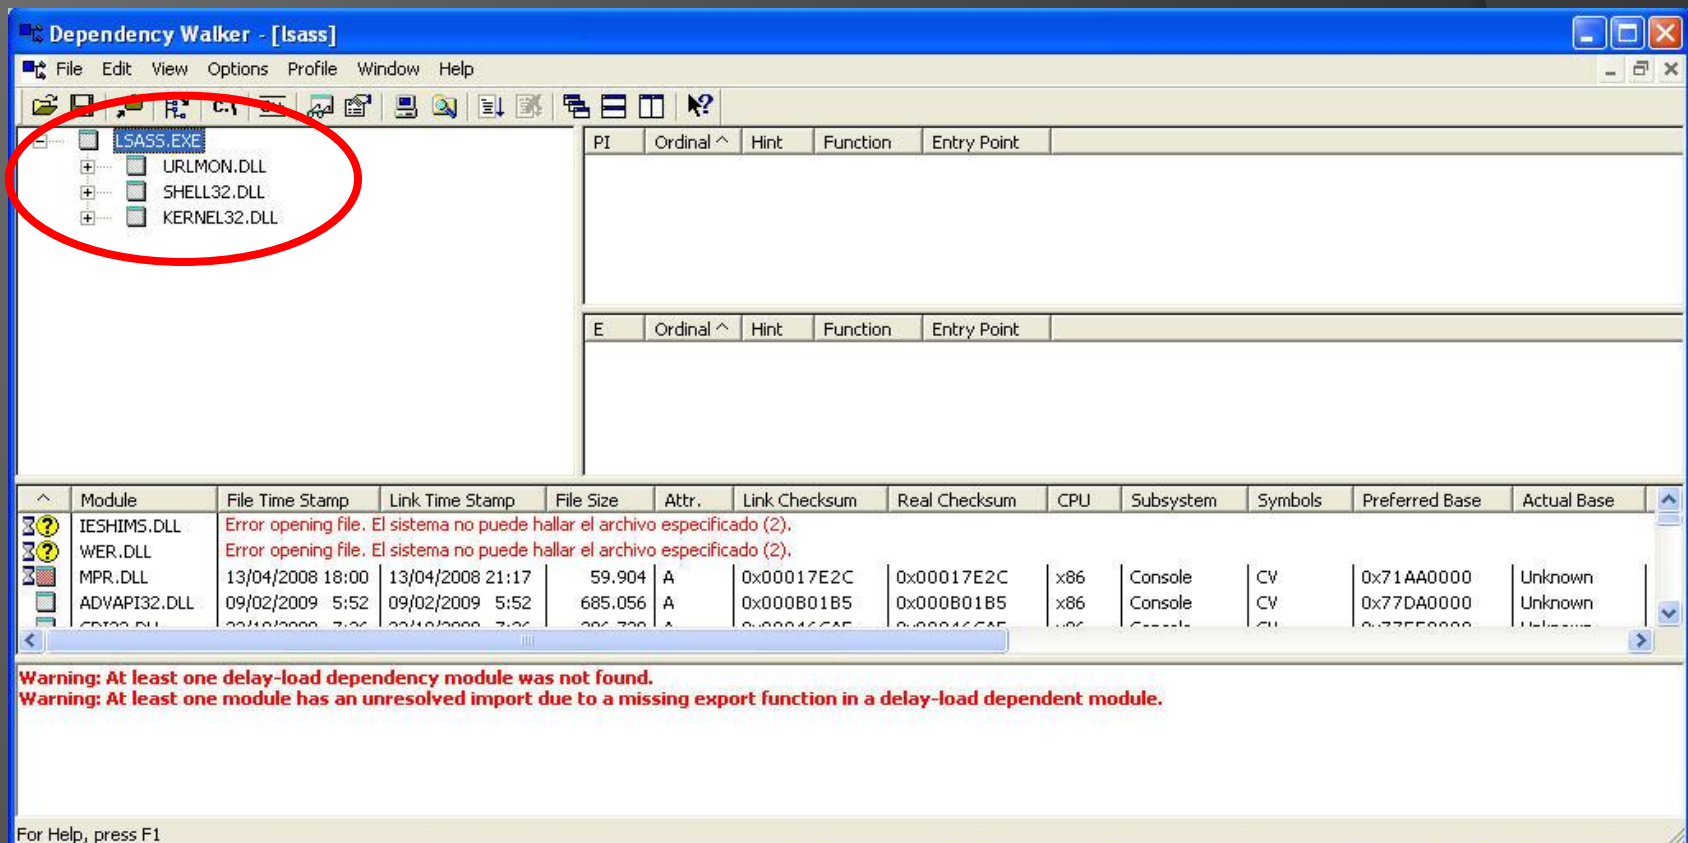 Dependency Walker - [lsass]
File Edit View Options Profile Window Help
LSASS.EXE
URLMON.DLL
SHELL32.DLL
KERNEL32.DLL
PI Ordinal ^ Hint Function Entry Point
E Ordinal ^ Hint Function Entry Point
^ Module File Time Stamp Link Time Stamp File Size Attr. Link Checksum Real Checksum CPU Subsystem Symbols Preferred Base Actual Base
IESHIMS.DLL Error opening file. El sistema no puede hallar el archivo especificado (2).
WER.DLL Error opening file. El sistema no puede hallar el archivo especificado (2).
MPR.DLL 13/04/2008 18:00 13/04/2008 21:17 59.904 A 0x00017E2C 0x00017E2C x86 Console CV 0x71AA0000 Unknown
ADVAPI32.DLL 09/02/2009 5:52 09/02/2009 5:52 685.056 A 0x000B01B5 0x000B01B5 x86 Console CV 0x77DA0000 Unknown
Warning: At least one delay-load dependency module was not found.
Warning: At least one module has an unresolved import due to a missing export function in a delay-load dependent module.
For Help, press F1